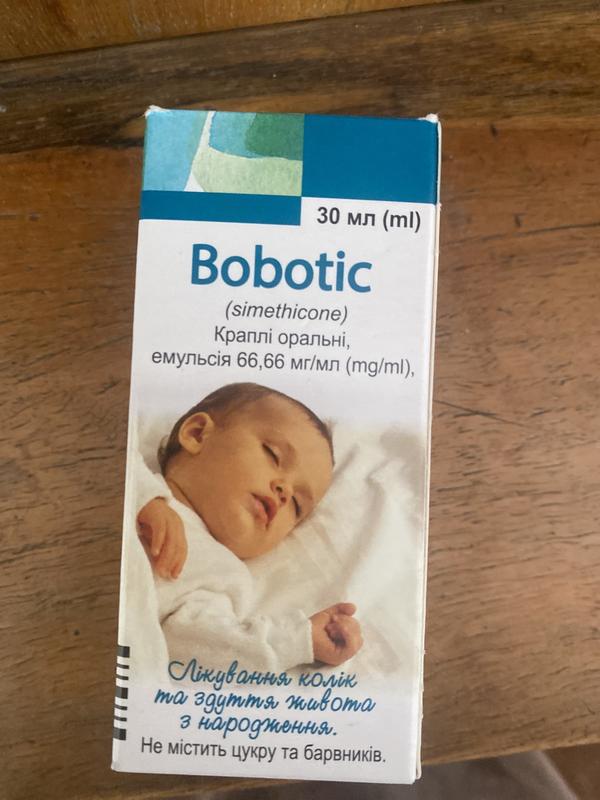 30 мл (ml)
Bobotic
(simethicone)
Краплі оральні,
емульсія 66,66 мг/мл (mg/ml),
Лікування колік
та здуття живота
з народження.
Не містить цукру та барвників.